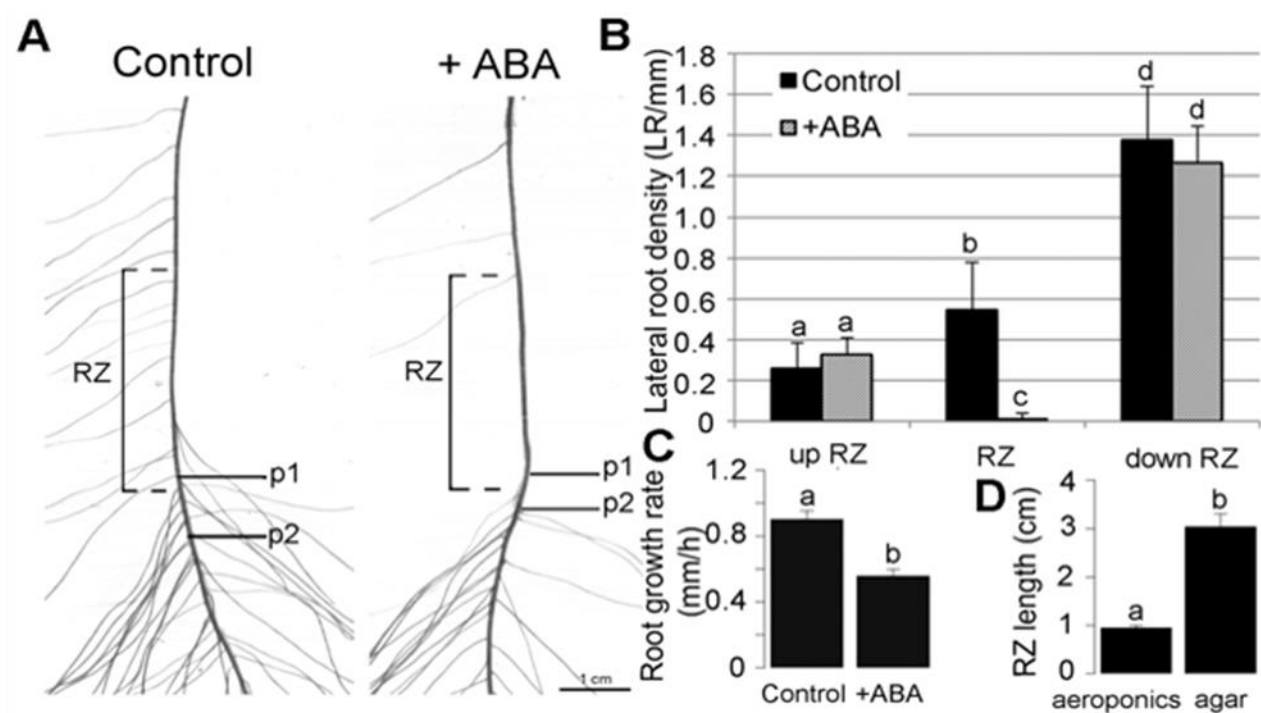 A
Control
+ ABA
RZ
p1
p2
RZ
p1
p2
1 cm
B
Lateral root density (LR/mm)
1.8
1.6
1.4
1.2
1.0
0.8
0.6
0.4
0.2
0
Control
+ABA
a
a
b
c
d
d
up RZ
RZ
down RZ
C
Root growth rate
(mm/h)
1.2
0.8
0.4
0
a
b
Control +ABA
D
RZ length (cm)
4
3
2
1
0
a
b
aeroponics agar